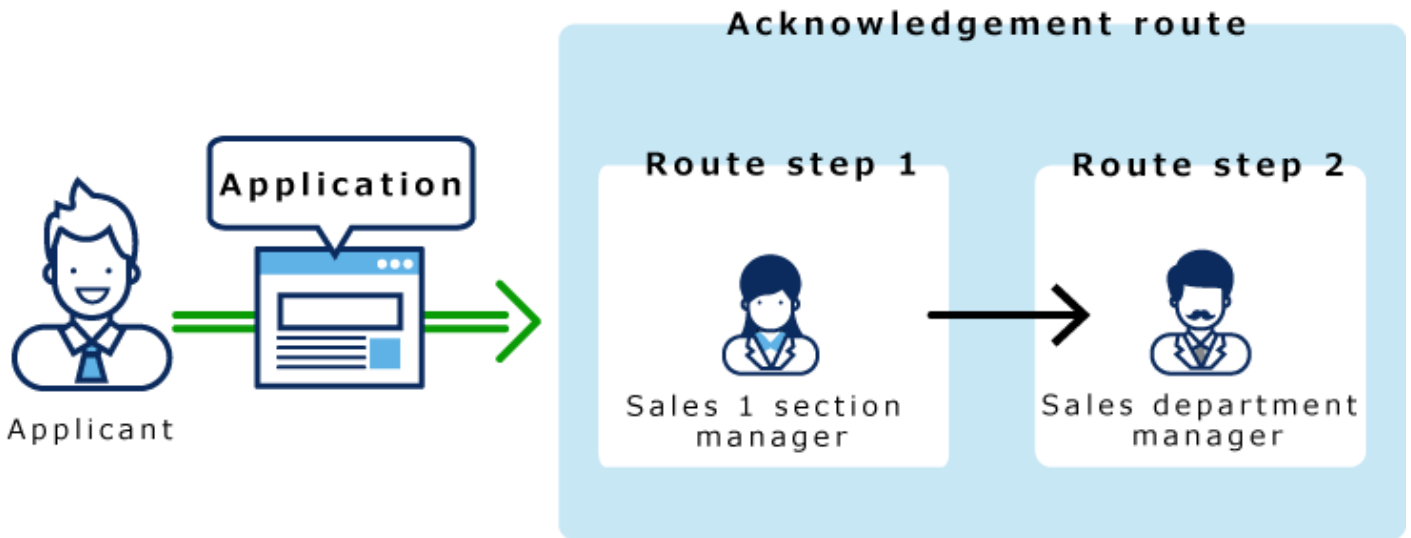 Acknowledgement route
Application
Applicant
Route step 1
Sales 1 section
manager
Route step 2
Sales department
manager